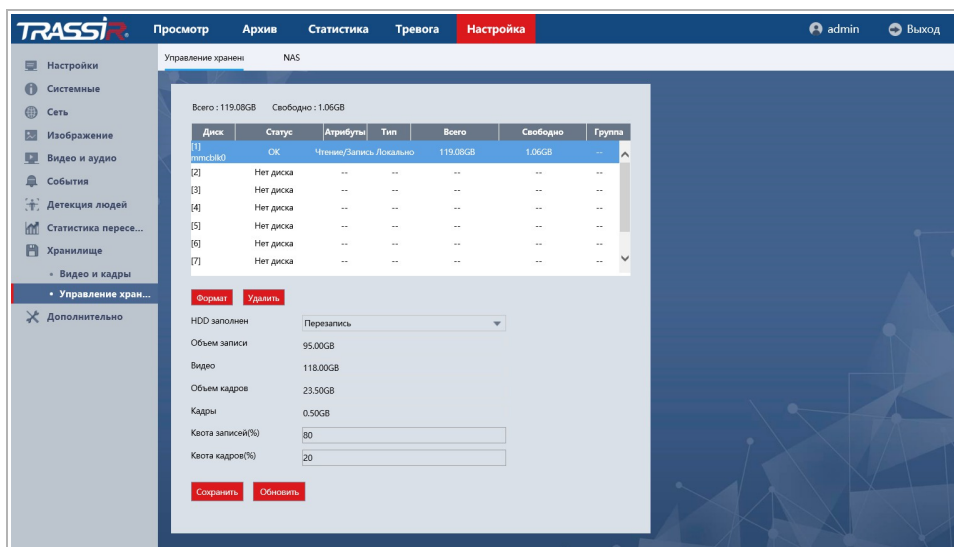 TRASSIR
Просмотр Архив Статистика Тревога Настройка admin Выход
Управление хранени NAS
Настройки
Системные
Сеть
Изображение
Видео и аудио
События
Детекция людей
Статистика пересе...
Хранилище
Видео и кадры
Управление хран...
Дополнительно
Всего : 119.08GB Свободно : 1.06GB
Диск Статус Атрибуты Тип Всего Свободно Группа
[1] mmcblk0 OK Чтение/Запись Локально 119.08GB 1.06GB --
[2] Нет диска -- -- -- -- --
[3] Нет диска -- -- -- -- --
[4] Нет диска -- -- -- -- --
[5] Нет диска -- -- -- -- --
[6] Нет диска -- -- -- -- --
[7] Нет диска -- -- -- -- --
Формат Удалить
HDD заполнен Перезапись
Объем записи 95.00GB
Видео 118.00GB
Объем кадров 23.50GB
Кадры 0.50GB
Квота записей(%) 80
Квота кадров(%) 20
Сохранить Обновить